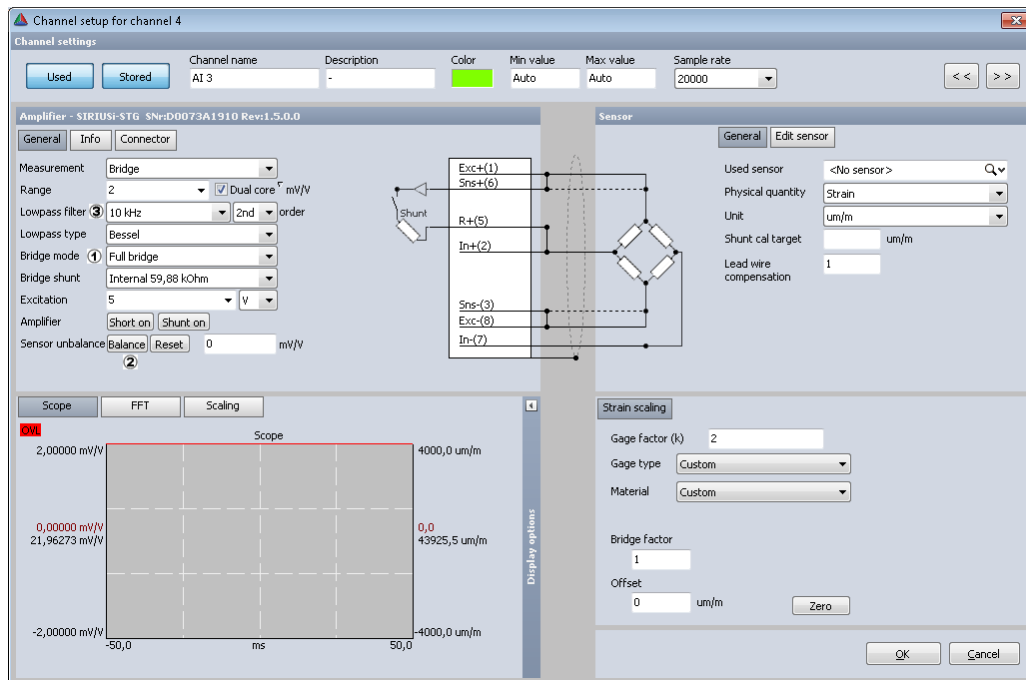 Channel setup for channel 4
Channel settings
Used Stored Channel name Description Color Min value Max value Sample rate
AI 3 - Auto Auto 20000 << >>
Amplifier - SIRIUSi-STG SNr:D0073A1910 Rev:1.5.0.0
General Info Connector
Measurement Bridge
Range 2 Dual core mV/V
Lowpass filter ③ 10 kHz 2nd order
Lowpass type Bessel
Bridge mode ① Full bridge
Bridge shunt Internal 59,88 kOhm
Excitation 5 V
Amplifier Short on Shunt on
Sensor unbalance Balance Reset 0 mV/V
②
Exc+(1)
Sns+(6)
Shunt
R+(5)
In+(2)
Sns-(3)
Exc-(8)
In-(7)
Sensor
General Edit sensor
Used sensor <No sensor>
Physical quantity Strain
Unit um/m
Shunt cal target um/m
Lead wire
compensation 1
Scope FFT Scaling
OVL
Scope
2,00000 mV/V 4000,0 um/m
0,00000 mV/V 0,0
21,96273 mV/V 43925,5 um/m
-2,00000 mV/V -4000,0 um/m
-50,0 ms 50,0
Display options
Strain scaling
Gage factor (k) 2
Gage type Custom
Material Custom
Bridge factor
1
Offset
0 um/m Zero
OK Cancel